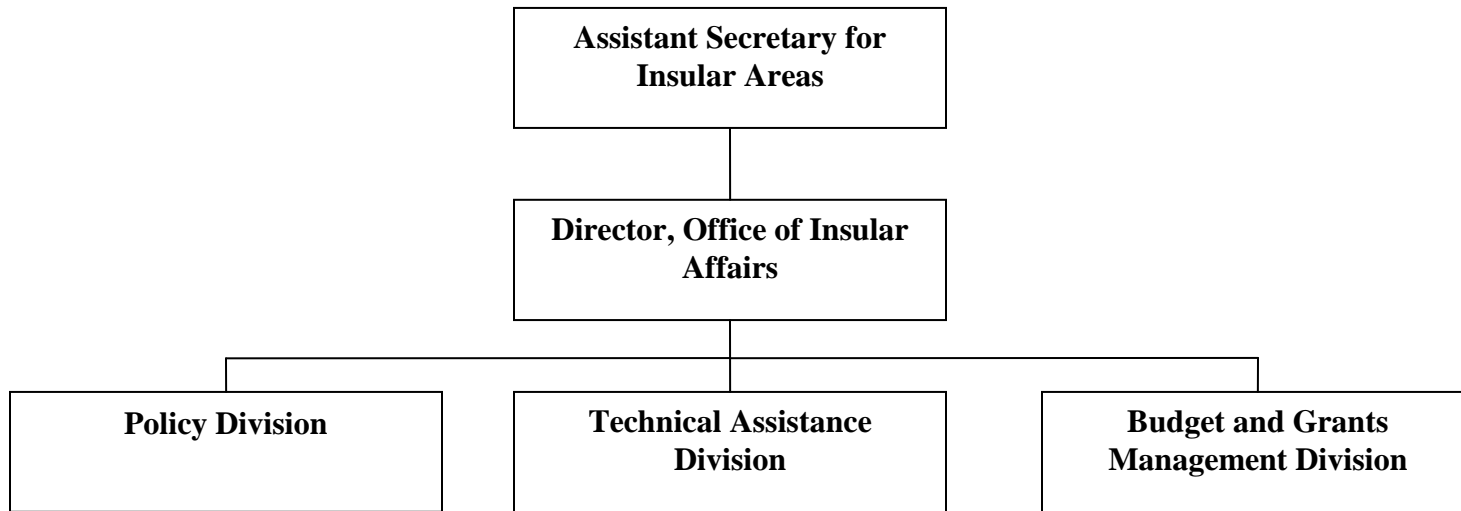 Assistant Secretary for
Insular Areas
Director, Office of Insular
Affairs
Policy Division
Technical Assistance
Division
Budget and Grants
Management Division